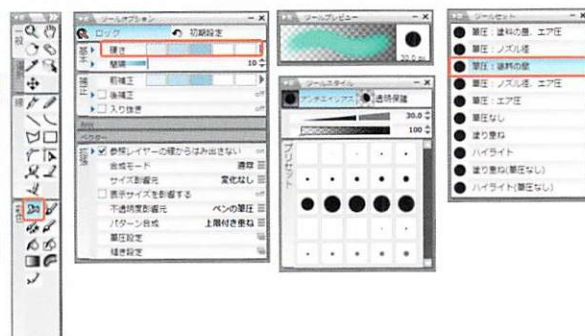 ツールオプション
ロック 初期設定
硬さ
間隔 10
前補正
後補正 off
入り抜き off
ベクター
参照レイヤーの線からはみ出さない
合成モード 通常
サイズ影響元 変化なし
表示サイズを影響する off
不透明度影響元 ペンの筆圧
パターン合成 上限付き重ね
筆圧設定
傾き設定
ツールプレビュー
20.0
ツールスタイル
アンチエイリアス 透明保護
30.0
100
プリセット
ツールセット
筆圧：塗料の量、エア圧
筆圧：ノズル径
筆圧：塗料の量
筆圧：ノズル径、エア圧
筆圧：エア圧
筆圧なし
塗り重ね
ハイライト
塗り重ね(筆圧なし)
ハイライト(筆圧なし)